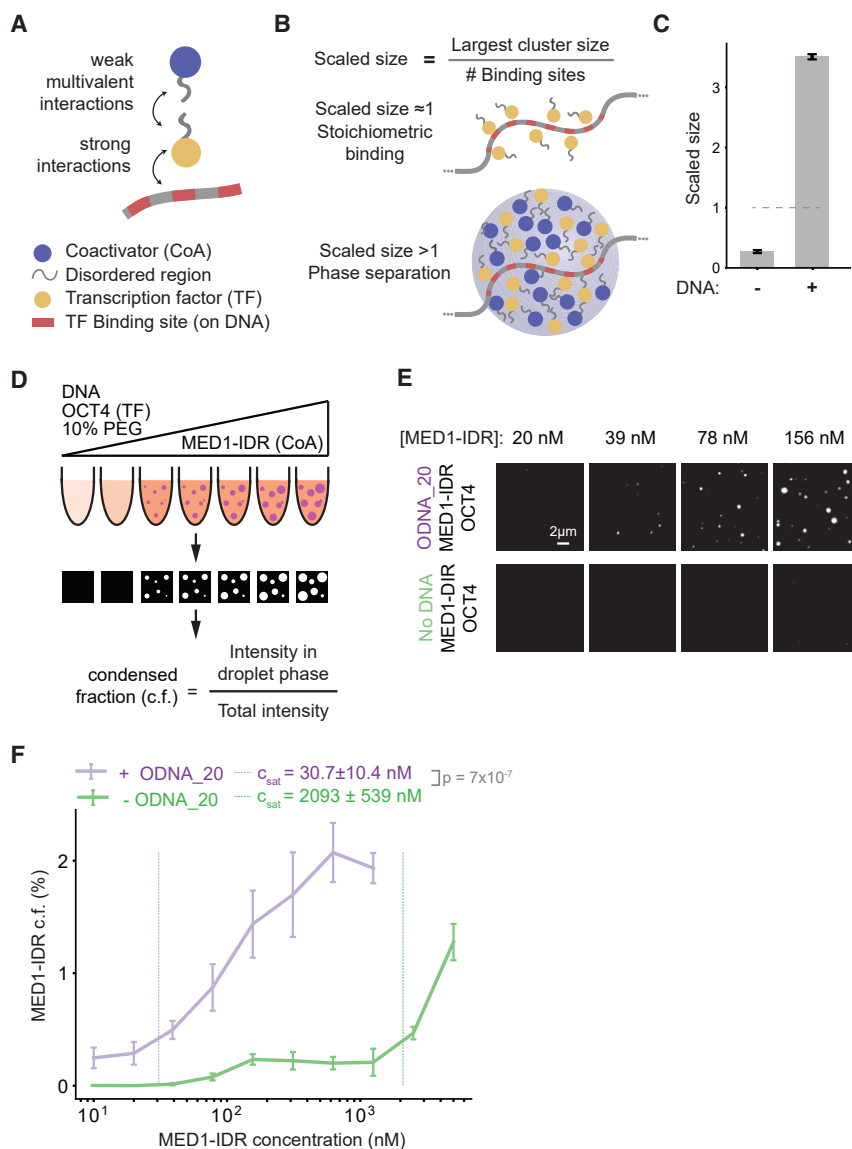 A
weak
multivalent
interactions
strong
interactions
Coactivator (CoA)
Disordered region
Transcription factor (TF)
TF Binding site (on DNA)
B
Scaled size = Largest cluster size
# Binding sites
Scaled size ≈1
Stoichiometric
binding
Scaled size >1
Phase separation
C
Scaled size
3
2
1
0
DNA: - +
D
DNA
OCT4 (TF)
10% PEG
MED1-IDR (CoA)
condensed
fraction (c.f.) = Intensity in
droplet phase
Total intensity
E
[MED1-IDR]: 20 nM 39 nM 78 nM 156 nM
ODNA_20
MED1-IDR
OCT4
2μm
No DNA
MED1-DIR
OCT4
F
+ ODNA_20 c_sat = 30.7±10.4 nM
- ODNA_20 c_sat = 2093 ± 539 nM
p = 7x10⁻⁷
MED1-IDR c.f. (%)
2
1
0
10¹ 10² 10³
MED1-IDR concentration (nM)